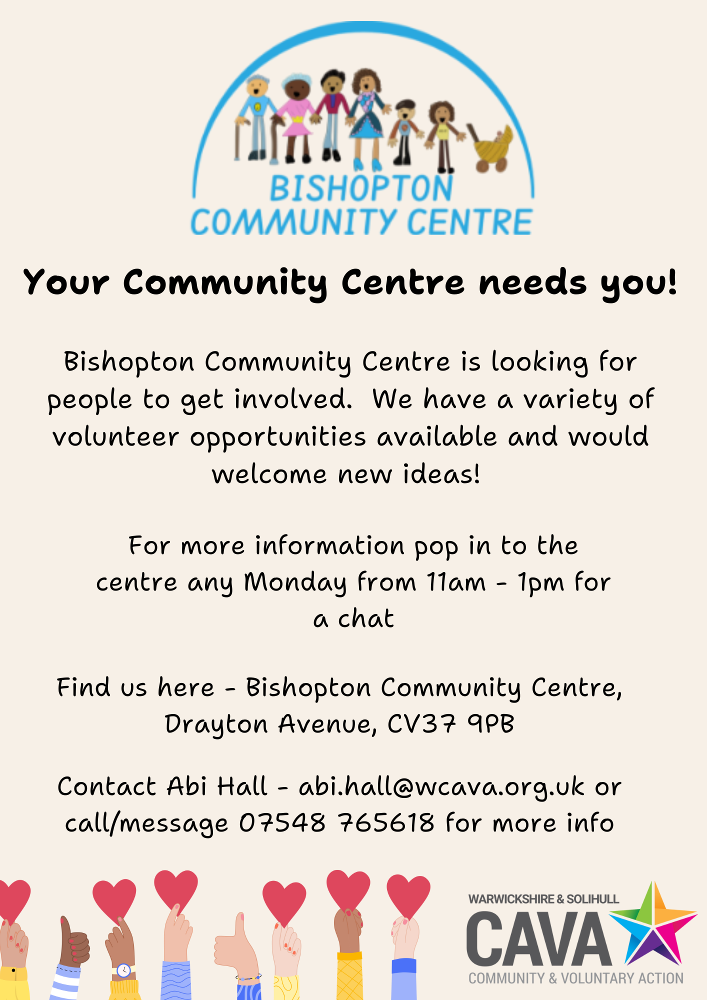 BISHOPTON
COMMUNITY CENTRE
Your Community Centre needs you!
Bishopton Community Centre is looking for
people to get involved.  We have a variety of
volunteer opportunities available and would
welcome new ideas!
For more information pop in to the
centre any Monday from 11am - 1pm for
a chat
Find us here - Bishopton Community Centre,
Drayton Avenue, CV37 9PB
Contact Abi Hall - abi.hall@wcava.org.uk or
call/message 07548 765618 for more info
WARWICKSHIRE & SOLIHULL
CAVA
COMMUNITY & VOLUNTARY ACTION